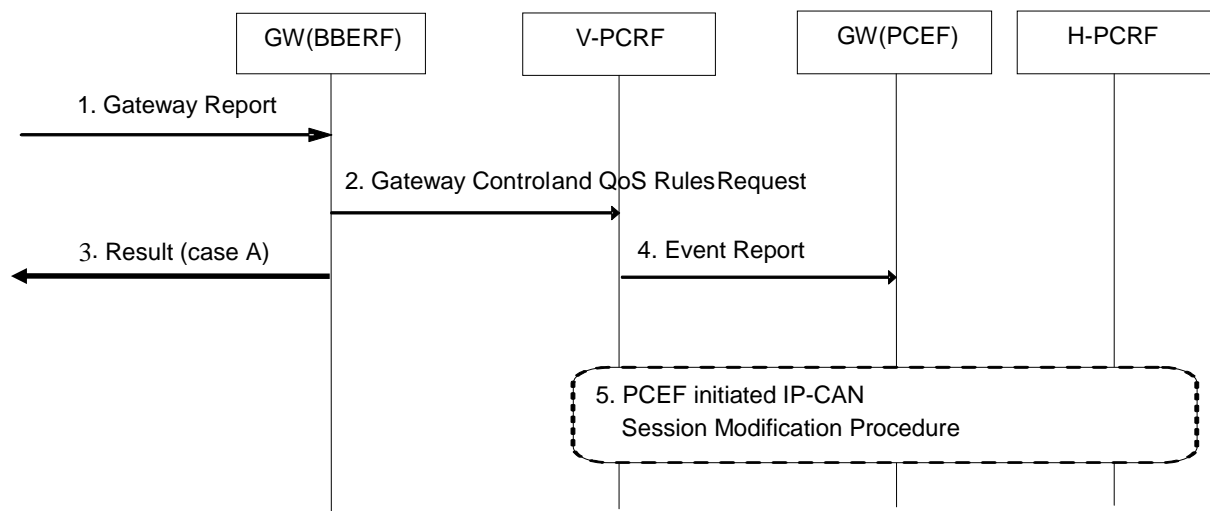 GW(BBERF)
V-PCRF
GW(PCEF)
H-PCRF
1. Gateway Report
2. Gateway Controland QoS RulesRequest
3. Result (case A)
4. Event Report
5. PCEF initiated IP-CAN
Session Modification Procedure